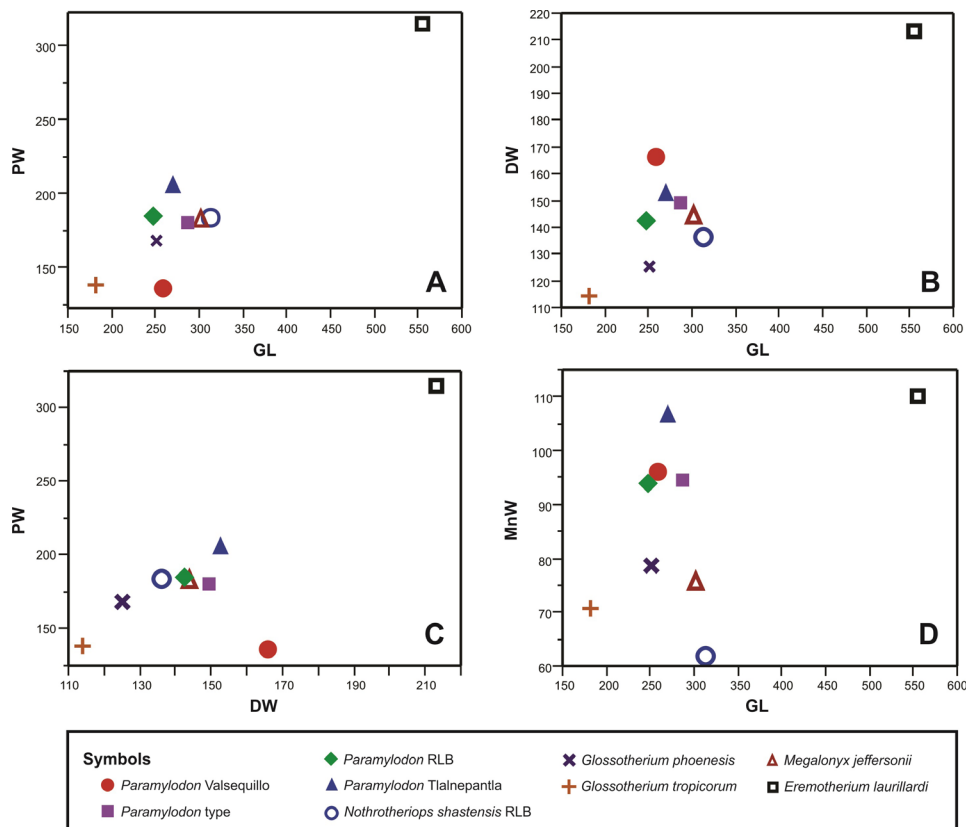 300
250
200
150
PW
150 200 250 300 350 400 450 500 550 600
GL
A
220
210
200
190
180
170
160
150
140
130
120
110
DW
150 200 250 300 350 400 450 500 550 600
GL
B
300
250
200
150
PW
110 130 150 170 190 210
DW
C
110
100
90
80
70
60
MnW
150 200 250 300 350 400 450 500 550 600
GL
D
Symbols
Paramylodon Valsequillo
Paramylodon type
Paramylodon RLB
Paramylodon Tlalnepantla
Nothrotheriops shastensis RLB
Glossotherium phoenesis
Glossotherium tropicorum
Megalonyx jeffersonii
Eremotherium laurillardi